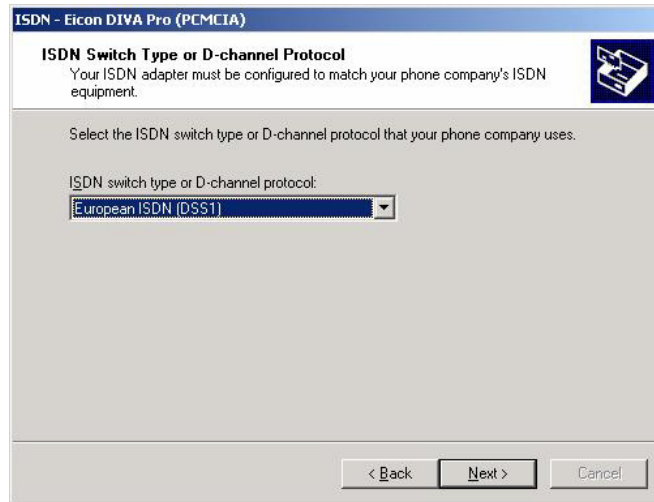 ISDN - Eicon DIVA Pro (PCMCIA)
ISDN Switch Type or D-channel Protocol
Your ISDN adapter must be configured to match your phone company's ISDN
equipment.
Select the ISDN switch type or D-channel protocol that your phone company uses.
ISDN switch type or D-channel protocol:
European ISDN (DSS1)
< Back Next > Cancel